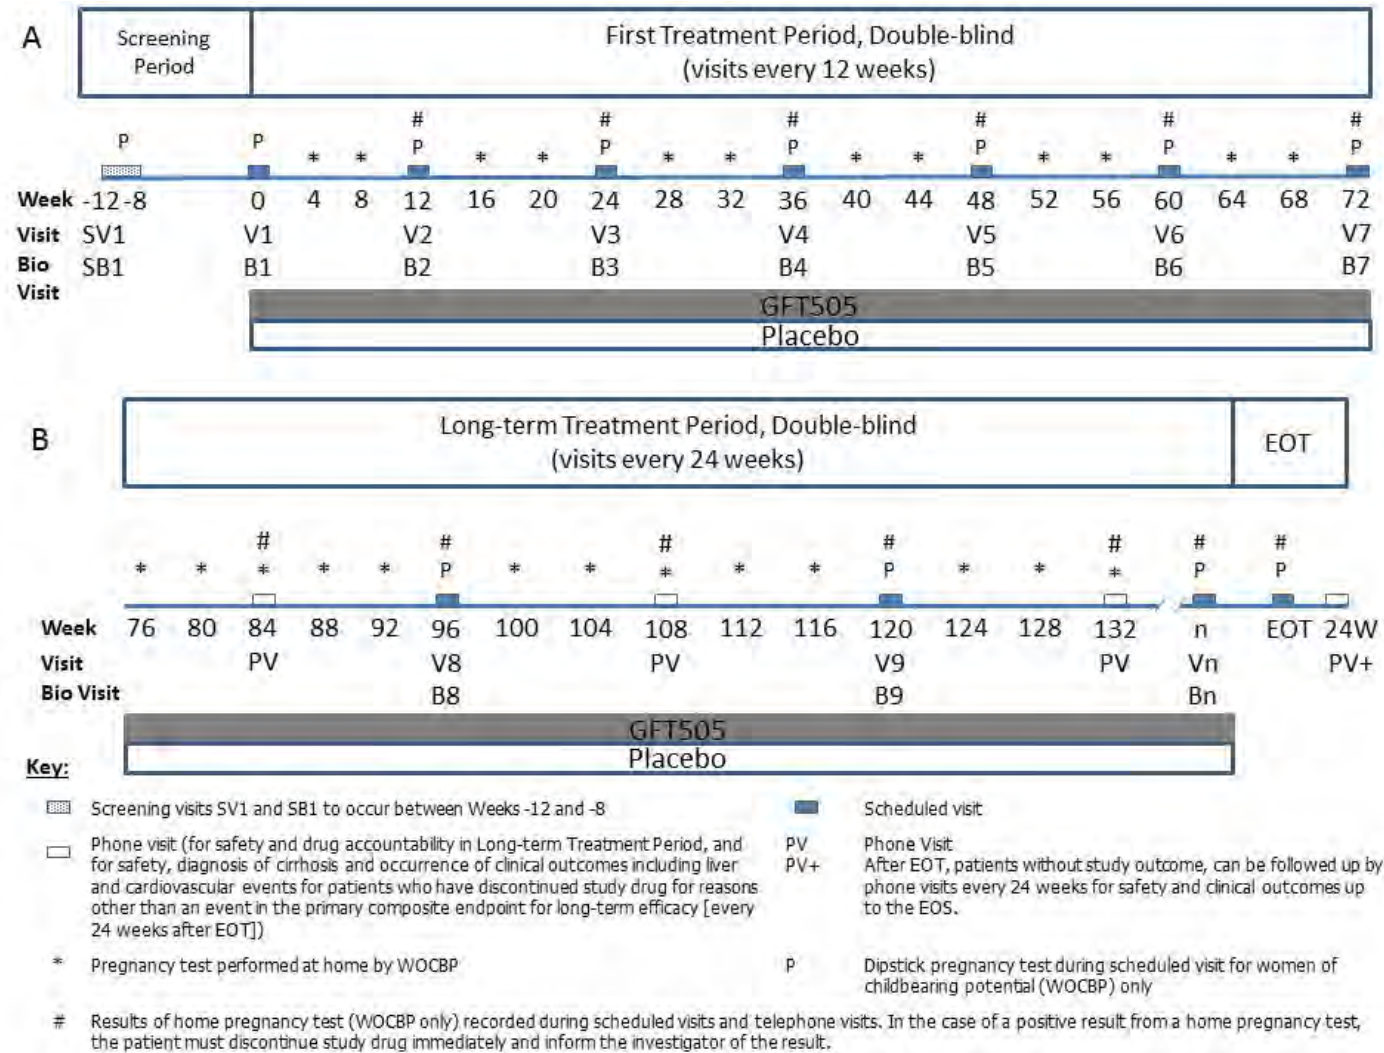 A
Screening
Period
First Treatment Period, Double-blind
(visits every 12 weeks)
# # # # # #
P P * * P * * P * * P * * P * * P * * P
Week -12 -8 0 4 8 12 16 20 24 28 32 36 40 44 48 52 56 60 64 68 72
Visit SV1 V1 V2 V3 V4 V5 V6 V7
Bio SB1 B1 B2 B3 B4 B5 B6 B7
Visit
GFT505
Placebo
B
Long-term Treatment Period, Double-blind
(visits every 24 weeks)
EOT
# # # # # # #
* * * * * P * * * * * P * * * P P
Week 76 80 84 88 92 96 100 104 108 112 116 120 124 128 132 n EOT 24W
Visit PV V8 PV V9 PV Vn PV+
Bio Visit B8 B9 Bn
GFT505
Placebo
Key:
Screening visits SV1 and SB1 to occur between Weeks -12 and -8
Scheduled visit
Phone visit (for safety and drug accountability in Long-term Treatment Period, and
for safety, diagnosis of cirrhosis and occurrence of clinical outcomes including liver
and cardiovascular events for patients who have discontinued study drug for reasons
other than an event in the primary composite endpoint for long-term efficacy [every
24 weeks after EOT])
PV Phone Visit
PV+ After EOT, patients without study outcome, can be followed up by
phone visits every 24 weeks for safety and clinical outcomes up
to the EOS.
* Pregnancy test performed at home by WOCBP
P Dipstick pregnancy test during scheduled visit for women of
childbearing potential (WOCBP) only
# Results of home pregnancy test (WOCBP only) recorded during scheduled visits and telephone visits. In the case of a positive result from a home pregnancy test,
the patient must discontinue study drug immediately and inform the investigator of the result.